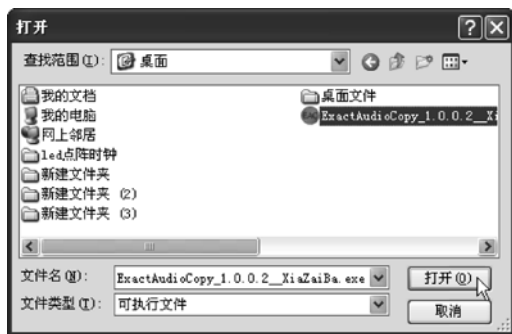 打开
查找范围(I): 桌面
我的文档
我的电脑
网上邻居
led点阵时钟
新建文件夹
新建文件夹 (2)
新建文件夹 (3)
桌面文件
ExactAudioCopy_1.0.0.2__Xi
文件名(N): ExactAudioCopy_1.0.0.2__XiaZaiBa.exe 打开(O)
文件类型(T): 可执行文件 取消